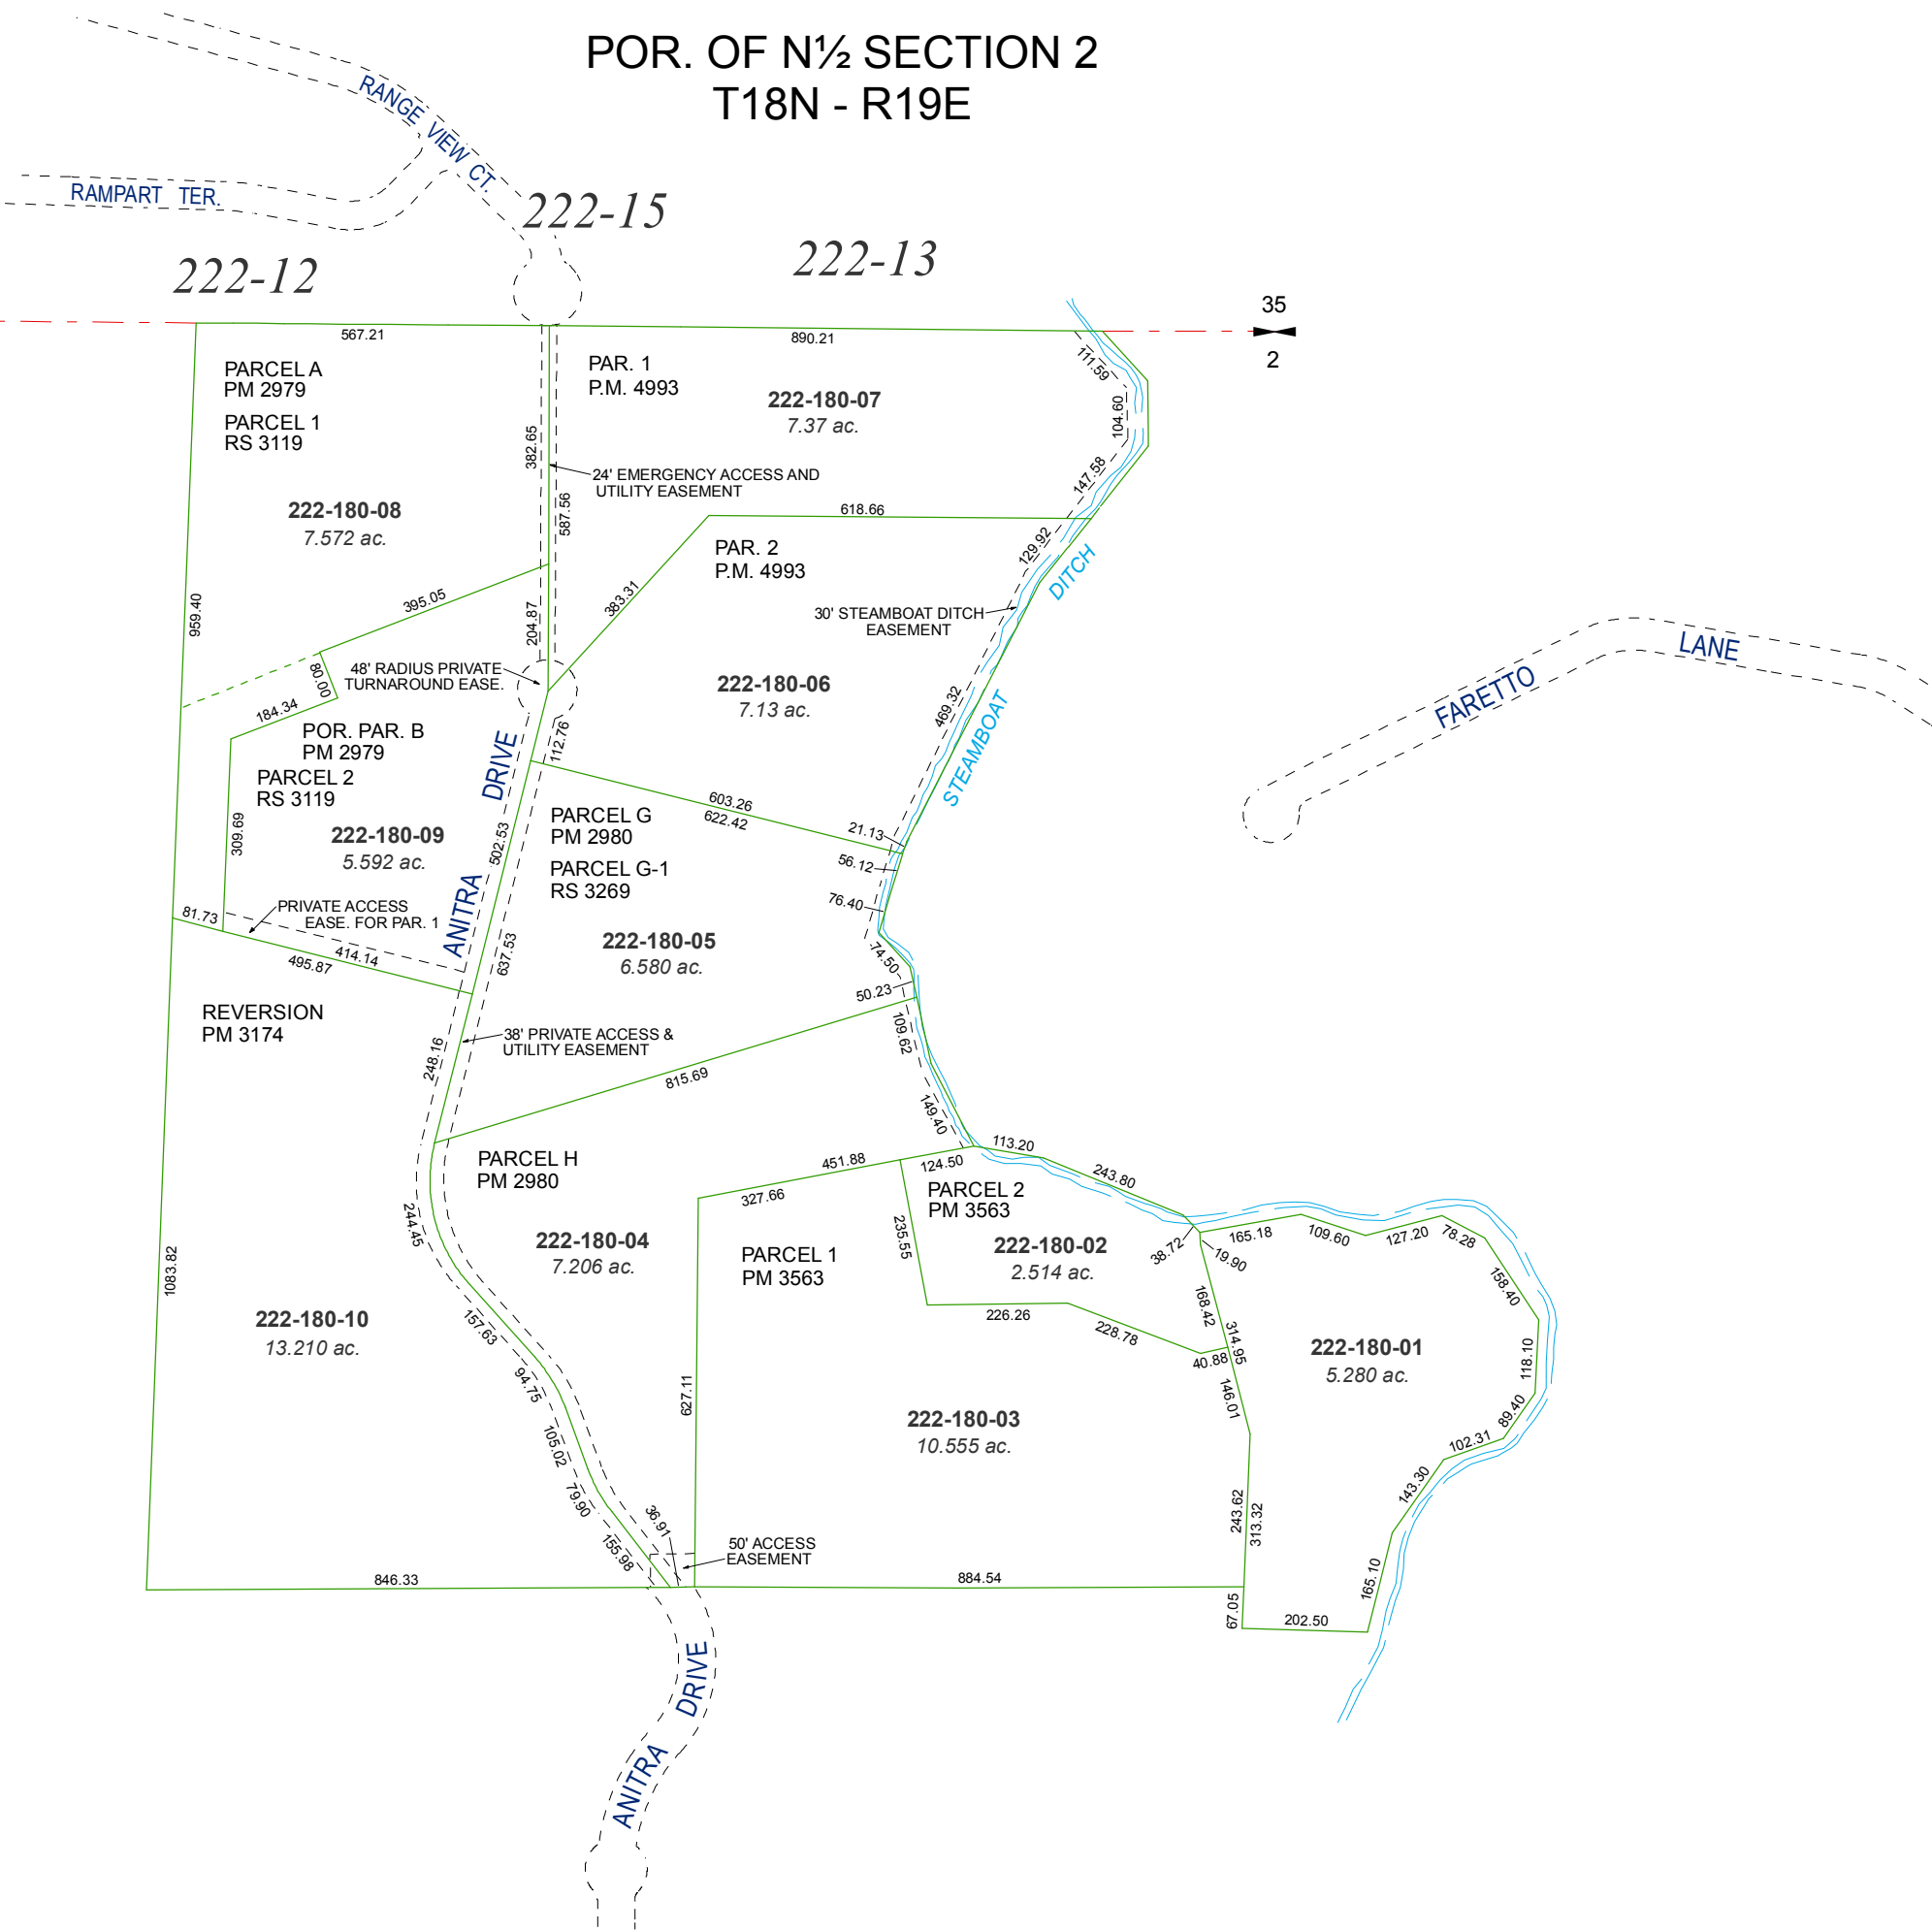 POR. OF N½ SECTION 2
T18N - R19E
RANGE VIEW CT.
RAMPART TER.
222-15
222-13
222-12
35
2
567.21
890.21
PARCEL A
PM 2979
PARCEL 1
RS 3119
PAR. 1
P.M. 4993
222-180-07
7.37 ac.
111.59
104.60
147.58
382.65
24' EMERGENCY ACCESS AND
UTILITY EASEMENT
587.56
222-180-08
7.572 ac.
618.66
129.92
PAR. 2
P.M. 4993
DITCH
959.40
395.05
204.87
383.31
30' STEAMBOAT DITCH
EASEMENT
80.00
48' RADIUS PRIVATE
TURNAROUND EASE.
222-180-06
7.13 ac.
469.32
STEAMBOAT
FARETTO
LANE
184.34
POR. PAR. B
PM 2979
PARCEL 2
RS 3119
DRIVE
112.76
603.26
622.42
21.13
56.12
76.40
309.69
222-180-09
5.592 ac.
502.53
PARCEL G
PM 2980
PARCEL G-1
RS 3269
ANITRA
81.73
PRIVATE ACCESS
EASE. FOR PAR. 1
414.14
495.87
637.53
222-180-05
6.580 ac.
74.50
50.23
109.62
REVERSION
PM 3174
38' PRIVATE ACCESS &
UTILITY EASEMENT
248.16
815.69
149.40
PARCEL H
PM 2980
451.88
124.50
113.20
243.80
327.66
PARCEL 2
PM 3563
244.45
235.55
222-180-04
7.206 ac.
PARCEL 1
PM 3563
222-180-02
2.514 ac.
38.72
19.90
165.18
109.60
127.20
78.28
158.40
1083.82
168.42
226.26
228.78
314.95
40.88
222-180-10
13.210 ac.
157.63
94.75
222-180-01
5.280 ac.
118.10
627.11
146.01
89.40
222-180-03
10.555 ac.
105.02
102.31
79.90
143.30
36.91
155.98
50' ACCESS
EASEMENT
243.62
313.32
846.33
884.54
165.10
67.05
202.50
DRIVE
ANITRA